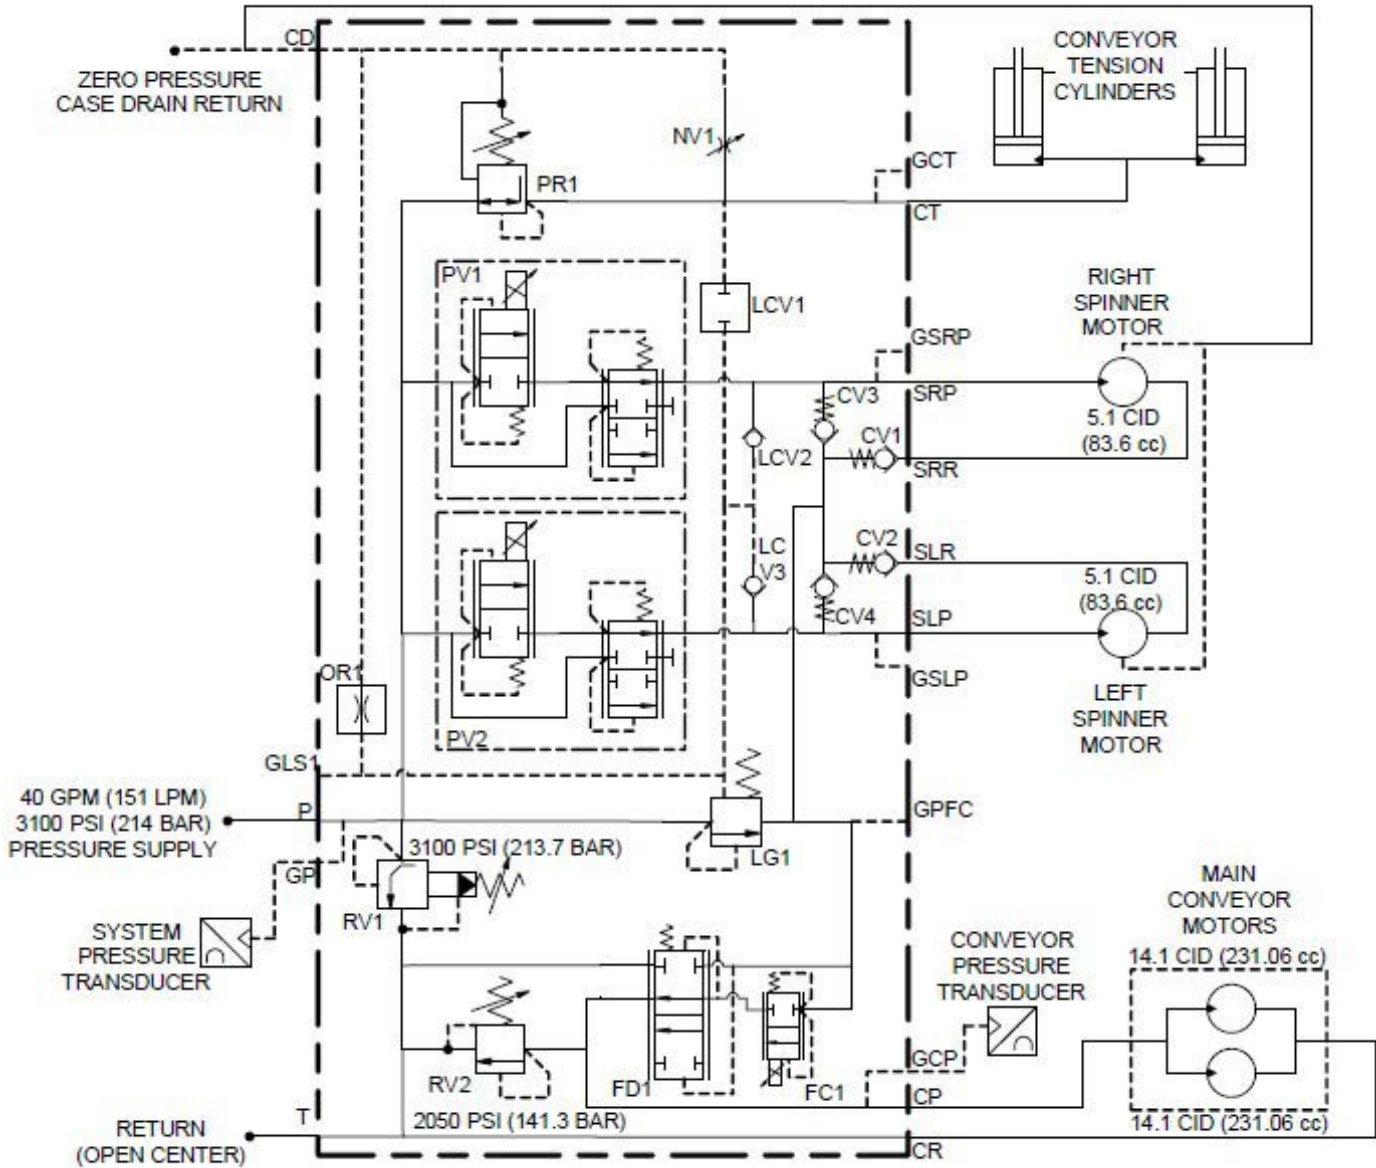 CD
ZERO PRESSURE
CASE DRAIN RETURN
CONVEYOR
TENSION
CYLINDERS
NV1
GCT
PR1
CT
PV1
LCV1
RIGHT
SPINNER
MOTOR
GSRP
CV3
SRP
5.1 CID
(83.6 cc)
CV1
LCV2
SRR
LC
V3
CV2
SLR
5.1 CID
(83.6 cc)
CV4
SLP
OR1
GSLP
LEFT
SPINNER
MOTOR
PV2
GLS1
40 GPM (151 LPM)
3100 PSI (214 BAR)
PRESSURE SUPPLY
P
GPFC
3100 PSI (213.7 BAR)
LG1
GP
RV1
SYSTEM
PRESSURE
TRANSDUCER
MAIN
CONVEYOR
MOTORS
14.1 CID (231.06 cc)
CONVEYOR
PRESSURE
TRANSDUCER
GCP
RV2
FD1
FC1
CP
2050 PSI (141.3 BAR)
14.1 CID (231.06 cc)
T
RETURN
(OPEN CENTER)
CR